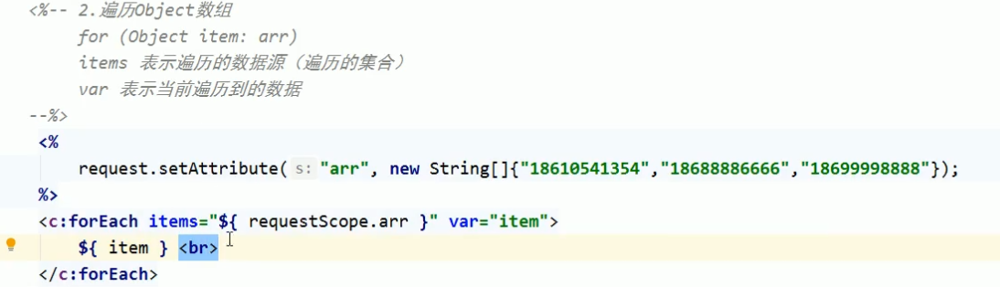 <%-- 2.遍历Object数组
for (Object item: arr)
items 表示遍历的数据源（遍历的集合）
var 表示当前遍历到的数据
--%>
<%
request.setAttribute( s: "arr", new String[]{"18610541354","18688886666","18699998888"});
%>
<c:forEach items="${ requestScope.arr }" var="item">
${ item } <br>
</c:forEach>